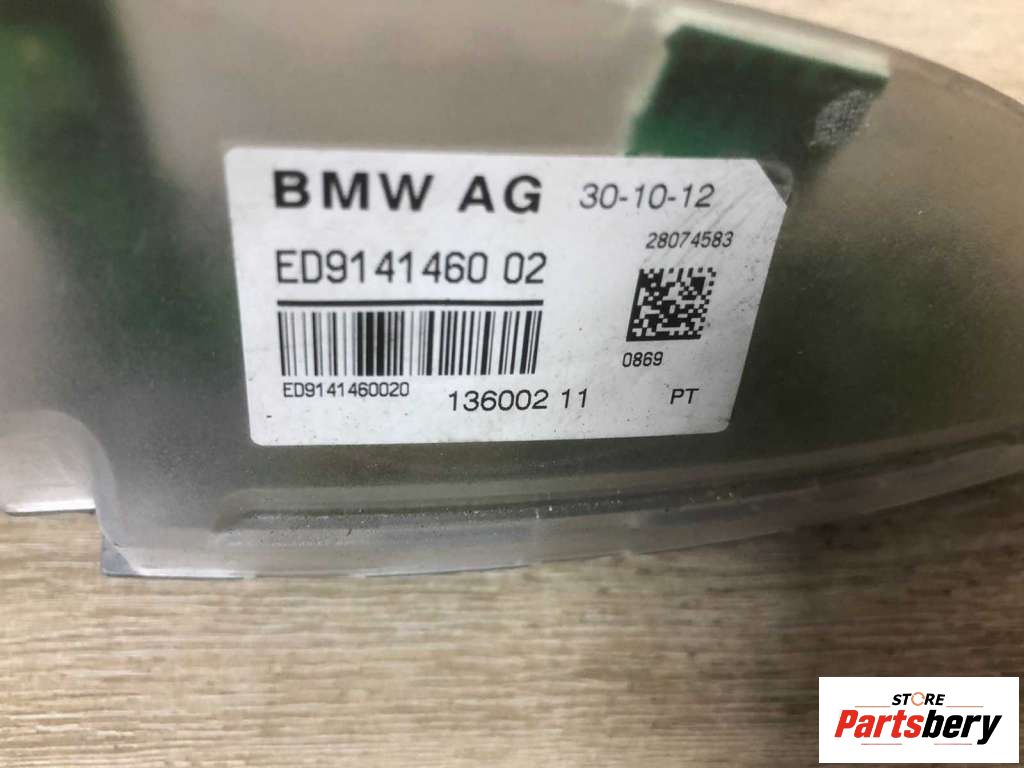 BMW AG 30-10-12
28074583
ED9141460 02
0869
ED9141460020
136002 11
PT
STORE
Partsbery